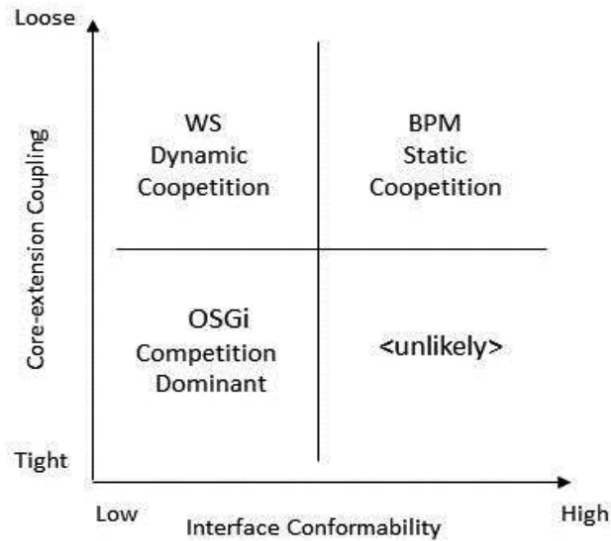 Loose
WS
Dynamic
Coopetition
BPM
Static
Coopetition
Core-extension Coupling
OSGi
Competition
Dominant
<unlikely>
Tight
Low
Interface Conformability
High